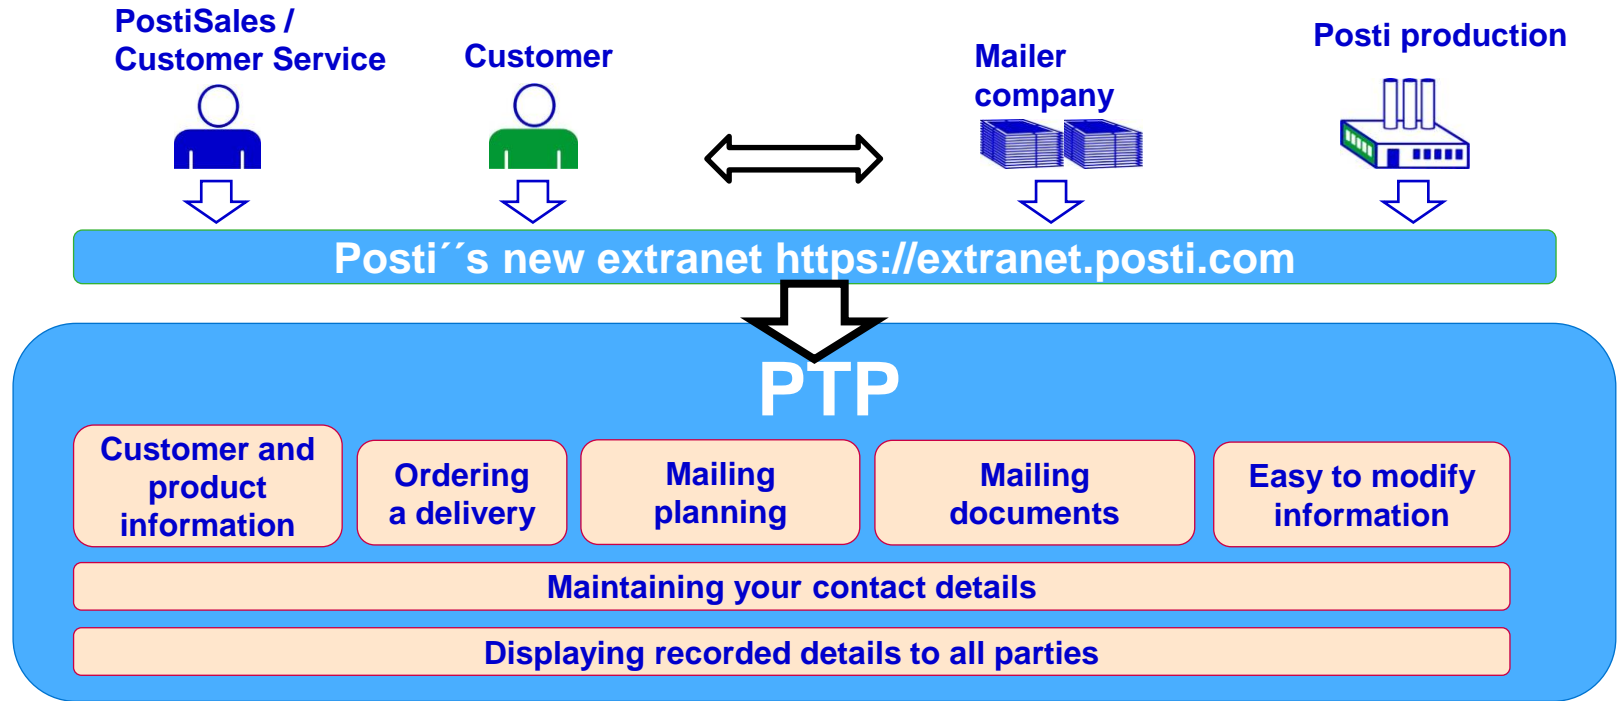 PostiSales /
Customer Service
Customer
Mailer
company
Posti production
Posti´´s new extranet https://extranet.posti.com
PTP
Customer and
product
information
Ordering
a delivery
Mailing
planning
Mailing
documents
Easy to modify
information
Maintaining your contact details
Displaying recorded details to all parties